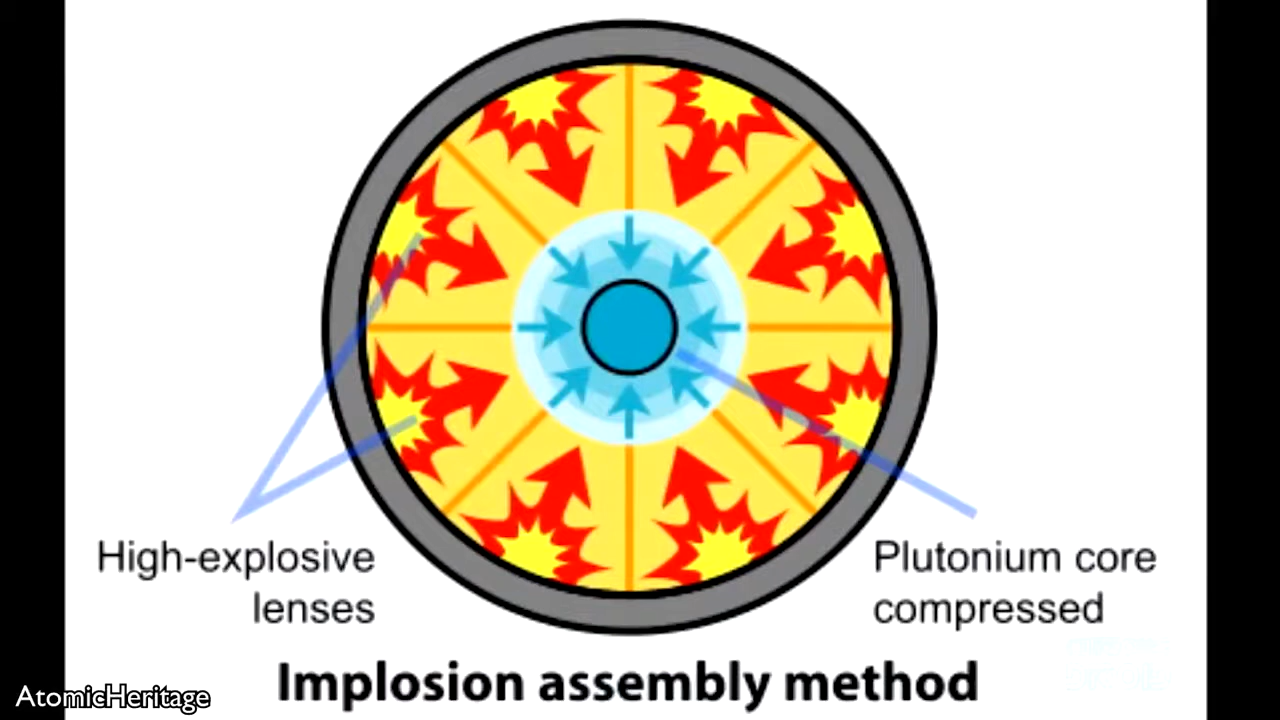 High-explosive
lenses
Plutonium core
compressed
Implosion assembly method
AtomicHeritage